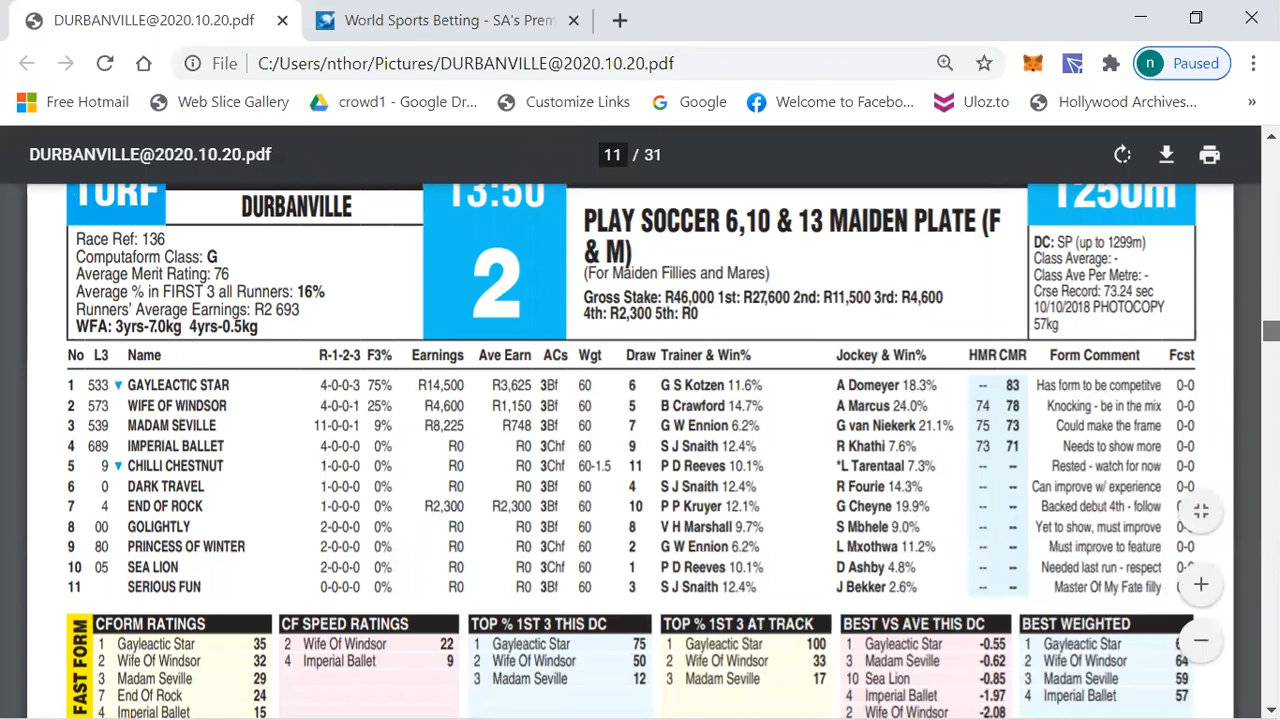 DURBANVILLE@2020.10.20.pdf
World Sports Betting - SA's Prem
File C:/Users/nthor/Pictures/DURBANVILLE@2020.10.20.pdf
n Paused
Free Hotmail Web Slice Gallery crowd1 - Google Dr... Customize Links Google Welcome to Facec... Uloz.to Hollywood Archives... »
DURBANVILLE@2020.10.20.pdf 11 / 31
TURF DURBANVILLE 13:50 1250m
2
PLAY SOCCER 6,10 & 13 MAIDEN PLATE (F
& M)
(For Maiden Fillies and Mares)
Gross Stake: R46,000 1st: R27,600 2nd: R11,500 3rd: R4,600
4th: R2,300 5th: R0
Race Ref: 136
Computaform Class: G
Average Merit Rating: 76
Average % in FIRST 3 all Runners: 16%
Runners' Average Earnings: R2 693
WFA: 3yrs-7.0kg 4yrs-0.5kg
DC: SP (up to 1299m)
Class Average: -
Class Ave Per Metre: -
Crse Record: 73.24 sec
10/10/2018 PHOTOCOPY
57kg
No L3 Name R-1-2-3 F3% Earnings Ave Earn ACs Wgt Draw Trainer & Win% Jockey & Win% HMR CMR Form Comment Fcst
1 533 ▼ GAYLEACTIC STAR 4-0-0-3 75% R14,500 R3,625 3Bf 60 6 G S Kotzen 11.6% A Domeyer 18.3% -- 83 Has form to be competitive 0-0
2 573 WIFE OF WINDSOR 4-0-0-1 25% R4,600 R1,150 3Bf 60 5 B Crawford 14.7% A Marcus 24.0% 74 78 Knocking - be in the mix 0-0
3 539 MADAM SEVILLE 11-0-0-1 9% R8,225 R748 3Bf 60 7 G W Ennion 6.2% G van Niekerk 21.1% 75 73 Could make the frame 0-0
4 689 IMPERIAL BALLET 4-0-0-0 0% R0 R0 3Chf 60 9 S J Snaith 12.4% R Khathi 7.6% 73 71 Needs to show more 0-0
5 9 ▼ CHILLI CHESTNUT 1-0-0-0 0% R0 R0 3Chf 60-1.5 11 P D Reeves 10.1% *L Tarentaal 7.3% -- -- Rested - watch for now 0-0
6 0 DARK TRAVEL 1-0-0-0 0% R0 R0 3Bf 60 4 S J Snaith 12.4% R Fourie 14.3% -- -- Can improve w/ experience 0-0
7 4 END OF ROCK 1-0-0-0 0% R2,300 R2,300 3Bf 60 10 P P Kruyer 12.1% G Cheyne 19.9% -- -- Backed debut 4th - follow 0-0
8 00 GOLIGHTLY 2-0-0-0 0% R0 R0 3Bf 60 8 V H Marshall 9.7% S Mbhele 9.0% -- -- Yet to show, must improve 0-0
9 80 PRINCESS OF WINTER 2-0-0-0 0% R0 R0 3Chf 60 2 G W Ennion 6.2% L Mxothwa 11.2% -- -- Must improve to feature 0-0
10 05 SEA LION 2-0-0-0 0% R0 R0 3Chf 60 1 P D Reeves 10.1% D Ashby 4.8% -- -- Needed last run - respect 0-0
11 SERIOUS FUN 0-0-0-0 0% R0 R0 3Bf 60 3 S J Snaith 12.4% J Bekker 2.6% -- -- Master Of My Fate filly 0-0
FAST FORM
CFORM RATINGS
1 Gayleactic Star 35
2 Wife Of Windsor 32
3 Madam Seville 29
7 End Of Rock 24
4 Imperial Ballet 15
CF SPEED RATINGS
2 Wife Of Windsor 22
4 Imperial Ballet 9
TOP % 1ST 3 THIS DC
1 Gayleactic Star 75
2 Wife Of Windsor 50
3 Madam Seville 12
TOP % 1ST 3 AT TRACK
1 Gayleactic Star 100
2 Wife Of Windsor 33
3 Madam Seville 17
BEST VS AVE THIS DC
1 Gayleactic Star -0.55
3 Madam Seville -0.62
10 Sea Lion -0.85
4 Imperial Ballet -1.97
2 Wife Of Windsor -2.08
BEST WEIGHTED
1 Gayleactic Star
2 Wife Of Windsor 64
3 Madam Seville 59
4 Imperial Ballet 57